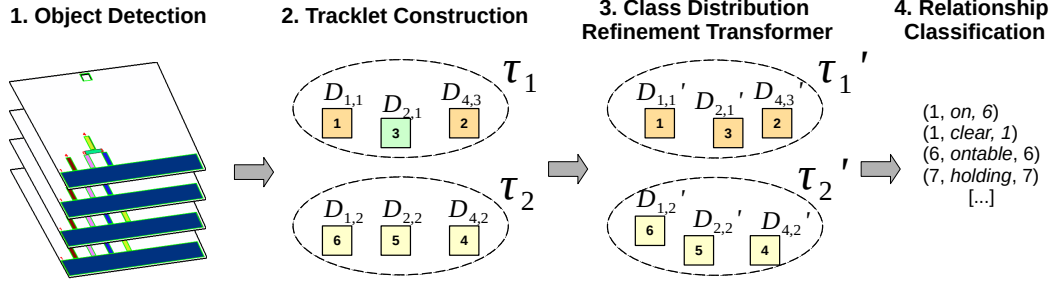 1. Object Detection
2. Tracklet Construction
3. Class Distribution
Refinement Transformer
4. Relationship
Classification
τ1
D1,1
D2,1
D4,3
1
3
2
τ2
D1,2
D2,2
D4,2
6
5
4
τ1'
D1,1'
D2,1'
D4,3'
1
3
2
τ2'
D1,2'
D2,2'
D4,2'
6
5
4
(1, on, 6)
(1, clear, 1)
(6, ontable, 6)
(7, holding, 7)
[...]